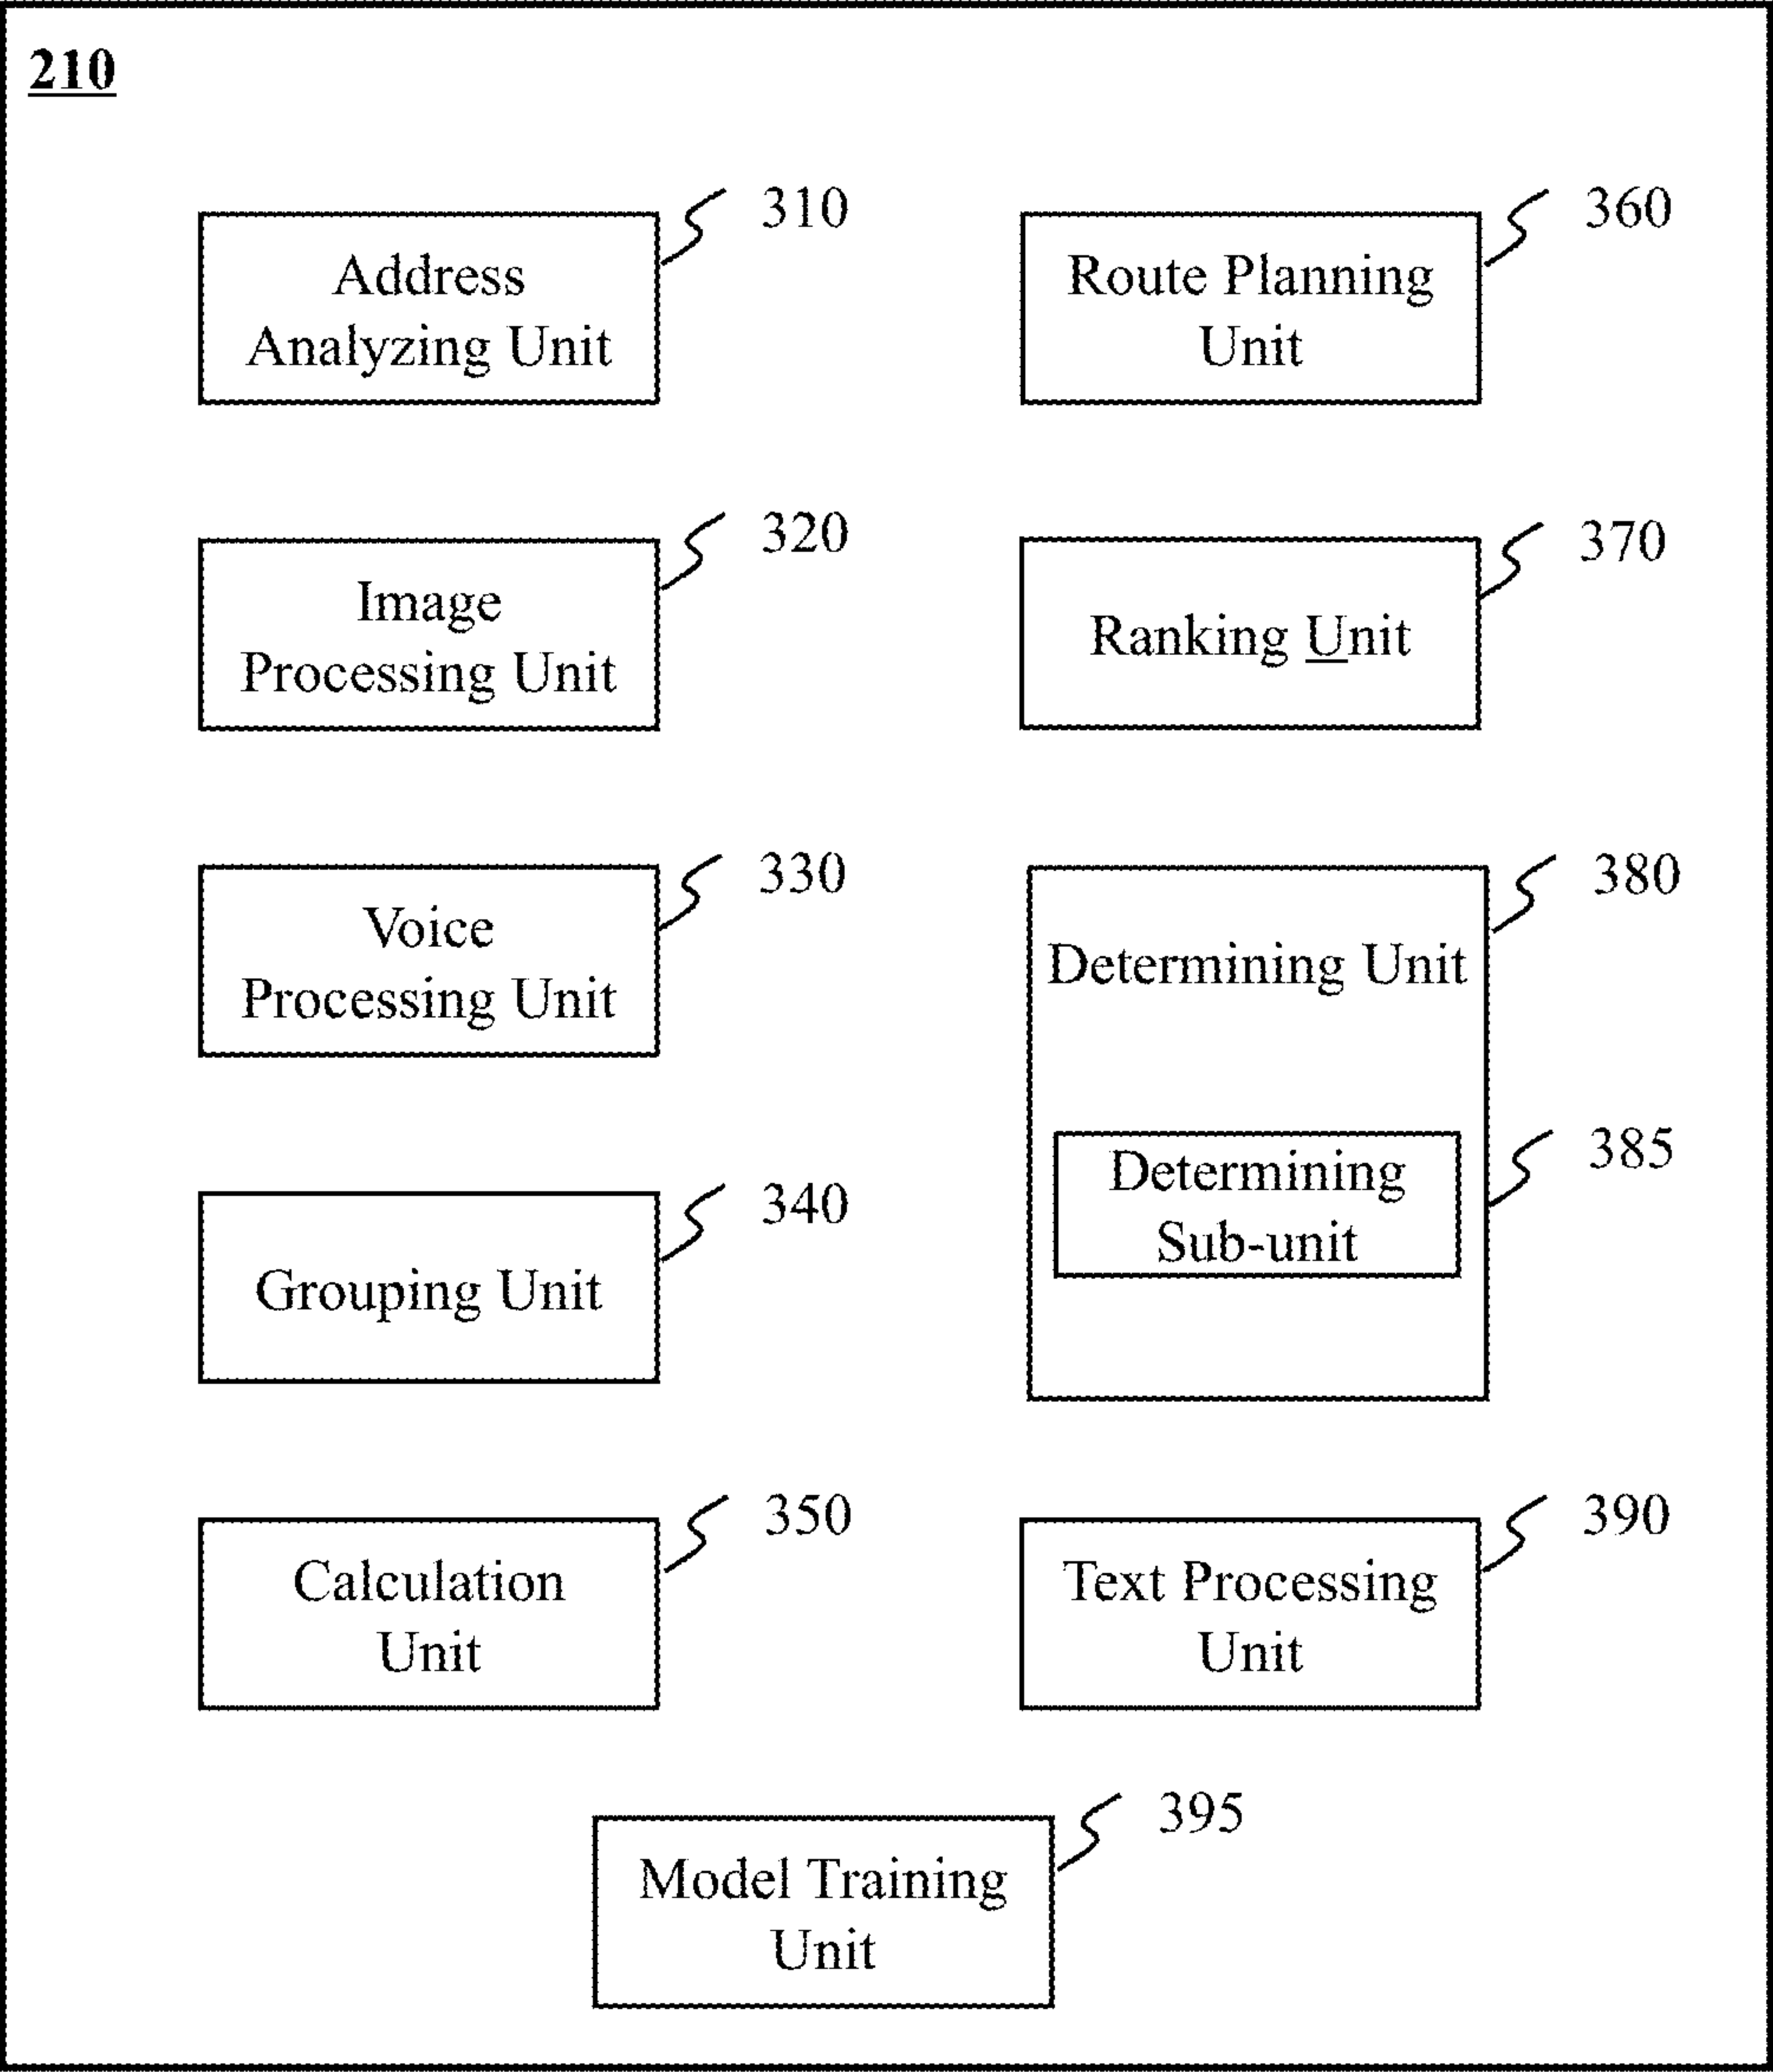 210
310
Address
Analyzing Unit
360
Route Planning
Unit
320
Image
Processing Unit
370
Ranking Unit
330
Voice
Processing Unit
380
Determining Unit
385
Determining
Sub-unit
340
Grouping Unit
350
Calculation
Unit
390
Text Processing
Unit
395
Model Training
Unit